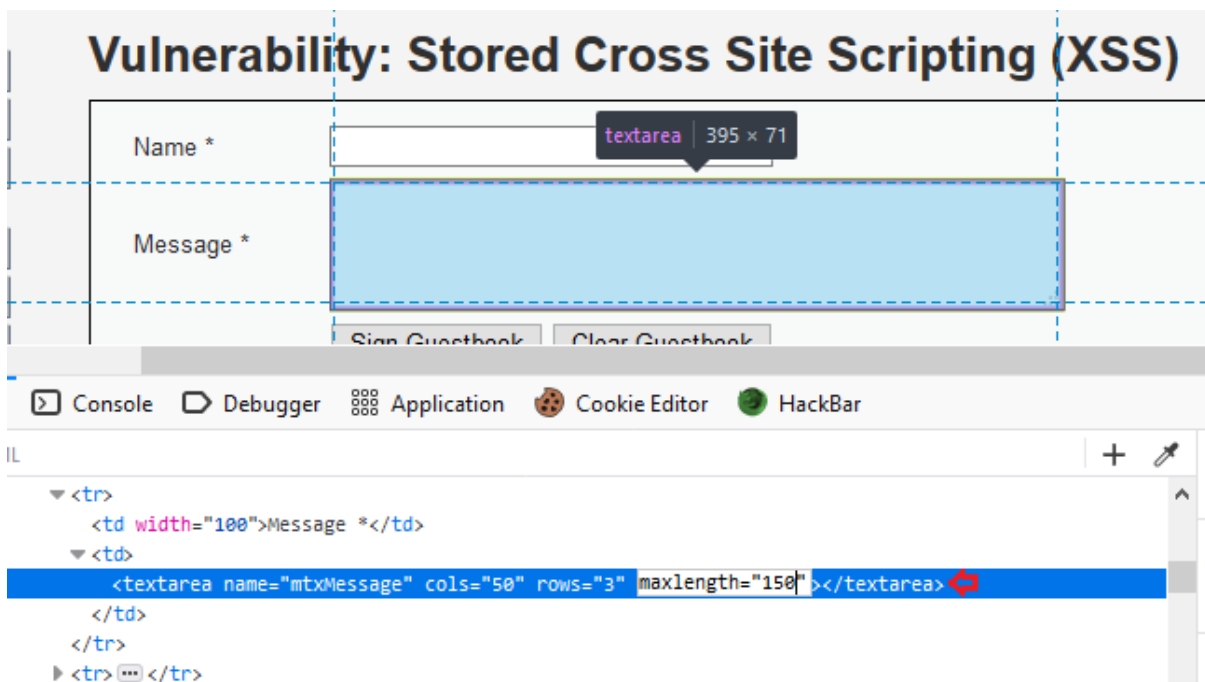 Vulnerability: Stored Cross Site Scripting (XSS)
Name *
textarea 395 × 71
Message *
Sign Guestbook Clear Guestbook
Console Debugger Application Cookie Editor HackBar
<tr>
<td width="100">Message *</td>
<td>
<textarea name="mtxMessage" cols="50" rows="3" maxlength="150"></textarea>
</td>
</tr>
<tr></tr>